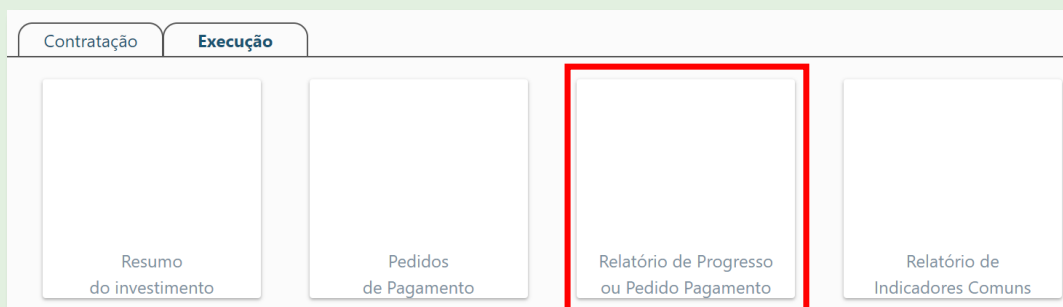 Contratação
Execução
Resumo
do investimento
Pedidos
de Pagamento
Relatório de Progresso
ou Pedido Pagamento
Relatório de
Indicadores Comuns